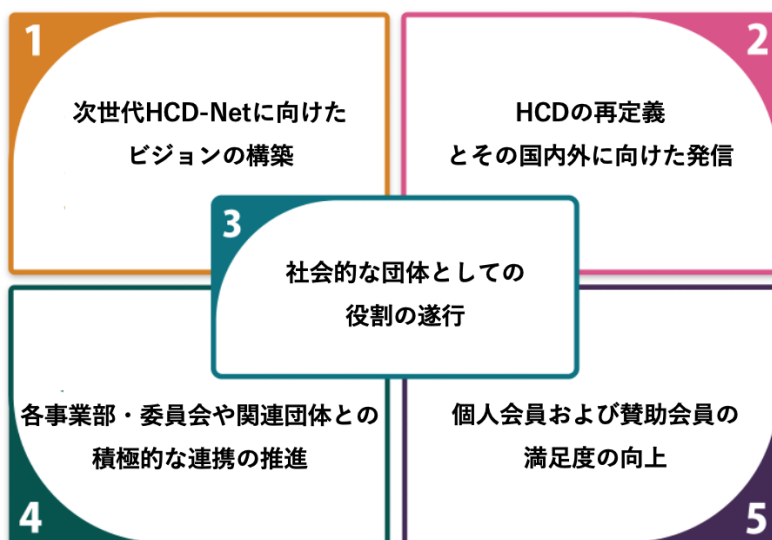 1
次世代HCD-Netに向けた
ビジョンの構築
2
HCDの再定義
とその国内外に向けた発信
3
社会的な団体としての
役割の遂行
4
各事業部・委員会や関連団体との
積極的な連携の推進
5
個人会員および賛助会員の
満足度の向上